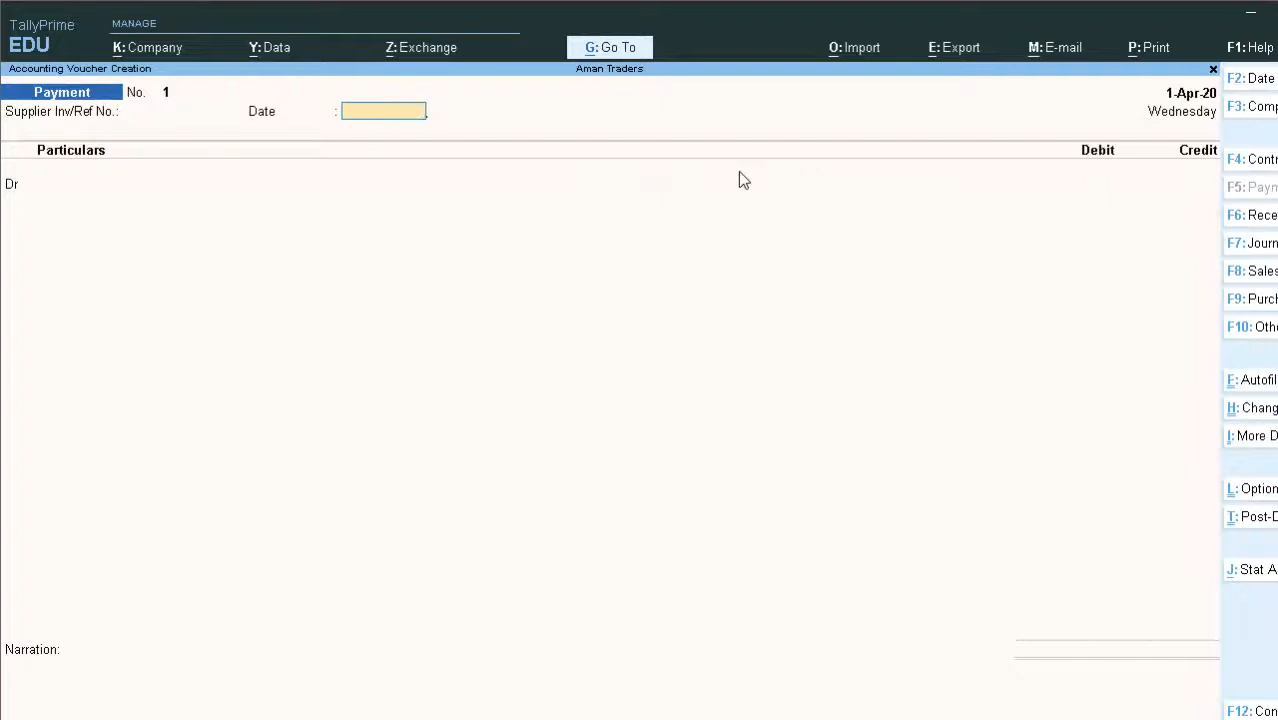 TallyPrime MANAGE
EDU K: Company Y: Data Z: Exchange G: Go To O: Import E: Export M: E-mail P: Print F1: Help
Accounting Voucher Creation Aman Traders
Payment No. 1 1-Apr-20 F2: Date
Supplier Inv/Ref No.: Date : Wednesday F3: Comp
Particulars Debit Credit F4: Contr
Dr F5: Paym
F6: Rece
F7: Journ
F8: Sales
F9: Purch
F10: Othe
F: Autofil
H: Chang
I: More D
L: Option
T: Post-D
J: Stat A
Narration:
F12: Con